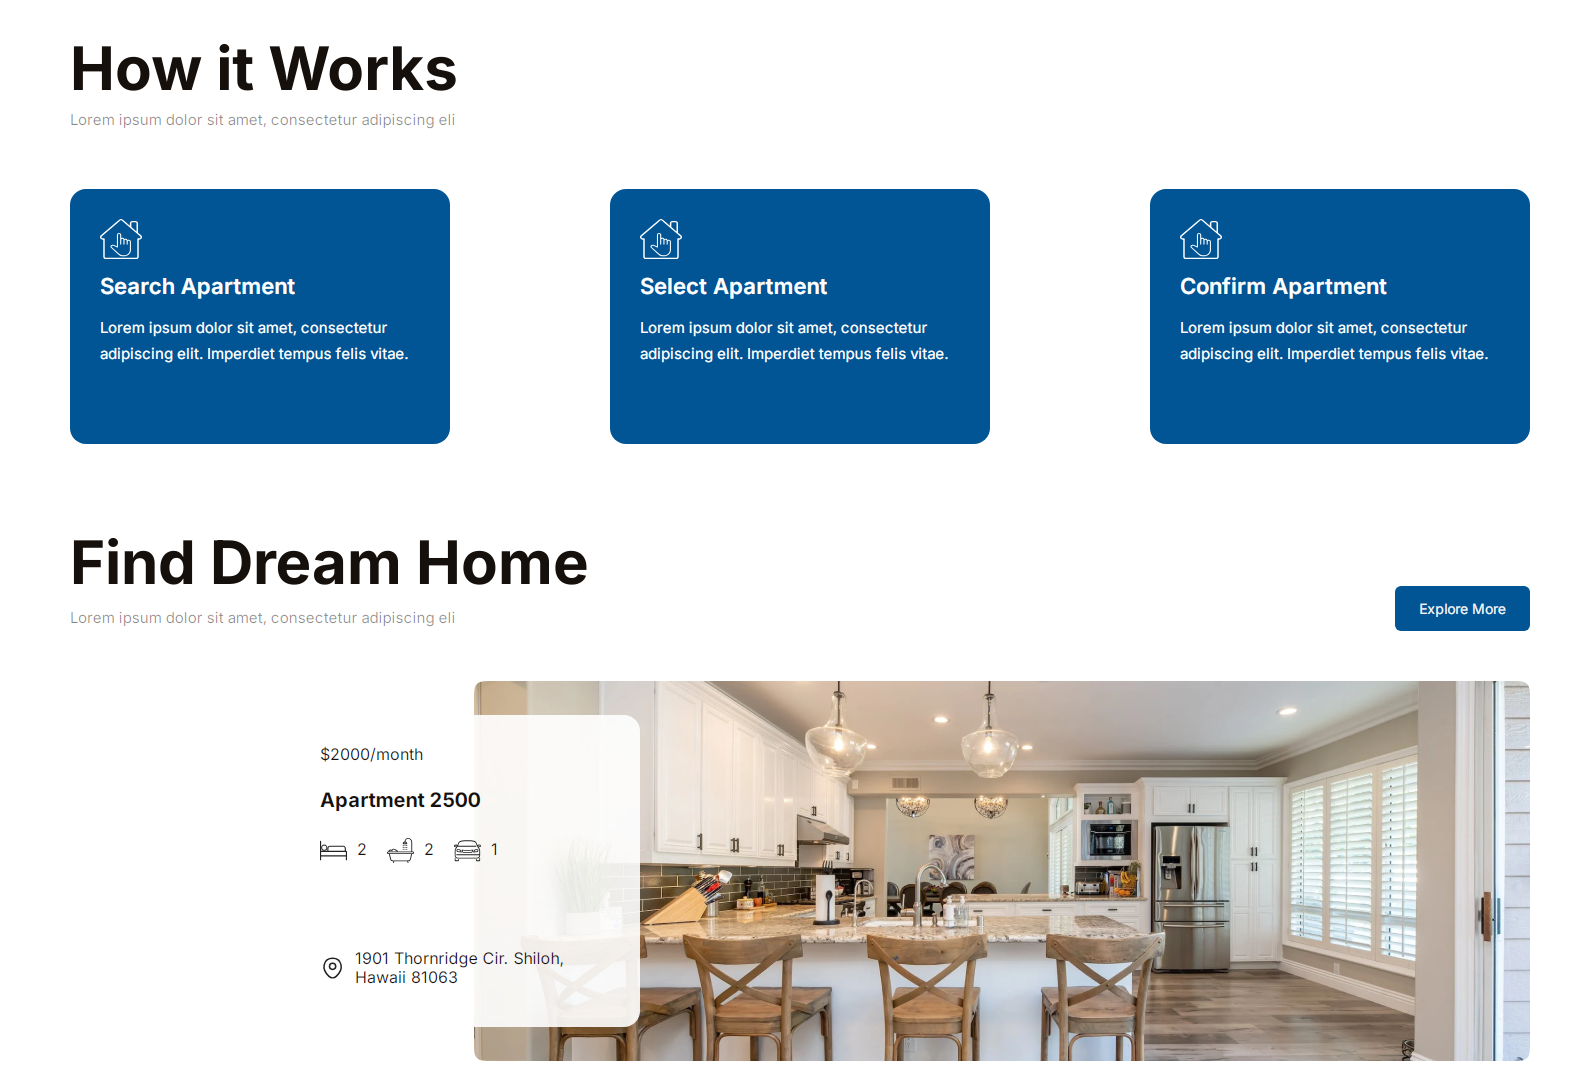 How it Works
Lorem ipsum dolor sit amet, consectetur adipiscing eli
Search Apartment
Lorem ipsum dolor sit amet, consectetur
adipiscing elit. Imperdiet tempus felis vitae.
Select Apartment
Lorem ipsum dolor sit amet, consectetur
adipiscing elit. Imperdiet tempus felis vitae.
Confirm Apartment
Lorem ipsum dolor sit amet, consectetur
adipiscing elit. Imperdiet tempus felis vitae.
Find Dream Home
Lorem ipsum dolor sit amet, consectetur adipiscing eli
Explore More
$2000/month
Apartment 2500
2 2 1
1901 Thornridge Cir. Shiloh,
Hawaii 81063